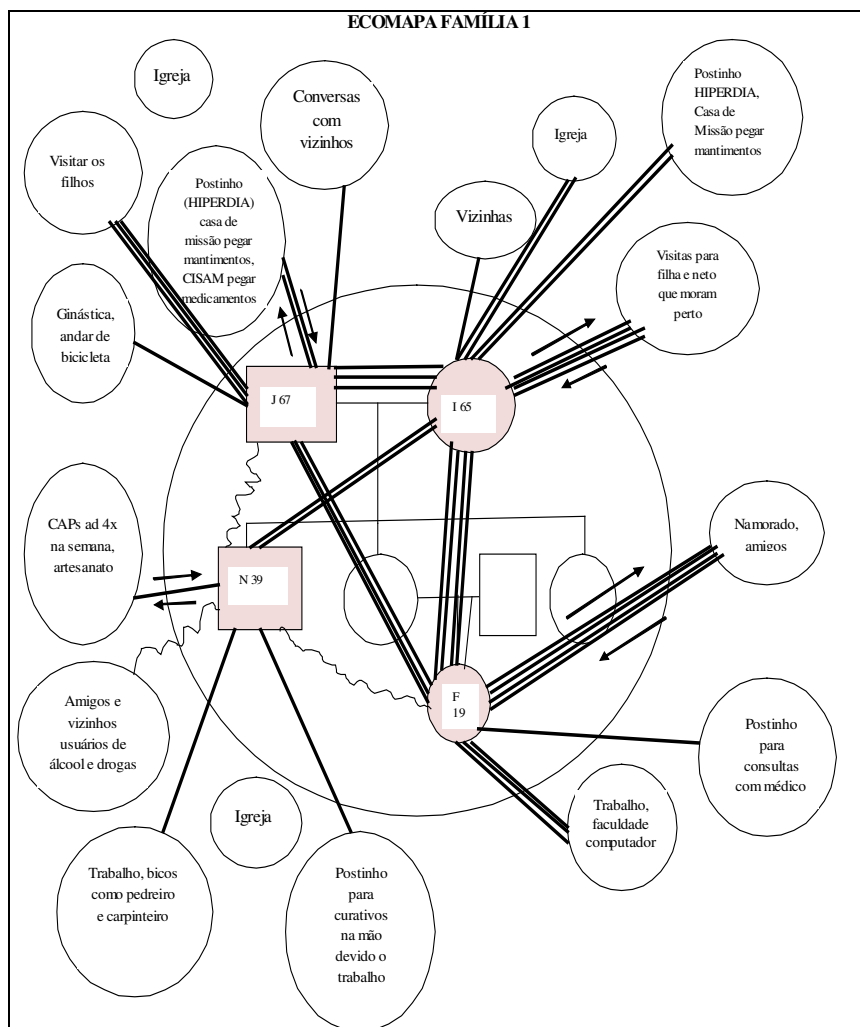 ECOMAPA FAMÍLIA 1
Igreja
Conversas
com
vizinhos
Postinho
HIPERDIA,
Casa de
Missão pegar
mantimentos
Igreja
Visitar os
filhos
Postinho
(HIPERDIA)
casa de
missão pegar
mantimentos,
CISAM pegar
medicamentos
Vizinhas
Visitas para
filha e neto
que moram
perto
Ginástica,
andar de
bicicleta
J 67
I 65
CAPs ad 4x
na semana,
artesanato
Namorado,
amigos
N 39
F
19
Amigos e
vizinhos
usuários de
álcool e drogas
Postinho
para
consultas
com médico
Igreja
Trabalho,
faculdade
computador
Trabalho, bicos
como pedreiro
e carpinteiro
Postinho
para
curativos
na mão
devido o
trabalho